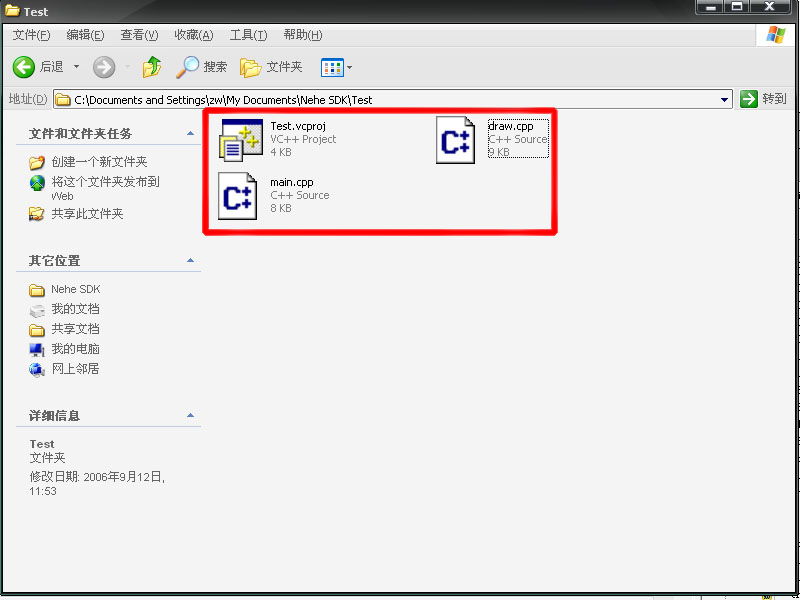 Test
文件(F) 编辑(E) 查看(V) 收藏(A) 工具(T) 帮助(H)
后退 搜索 文件夹
地址(D) C:\Documents and Settings\zw\My Documents\Nehe SDK\Test 转到
文件和文件夹任务
创建一个新文件夹
将这个文件夹发布到
Web
共享此文件夹
其它位置
Nehe SDK
我的文档
共享文档
我的电脑
网上邻居
详细信息
Test
文件夹
修改日期: 2006年9月12日,
11:53
Test.vcproj
VC++ Project
4 KB
draw.cpp
C++ Source
9 KB
main.cpp
C++ Source
8 KB